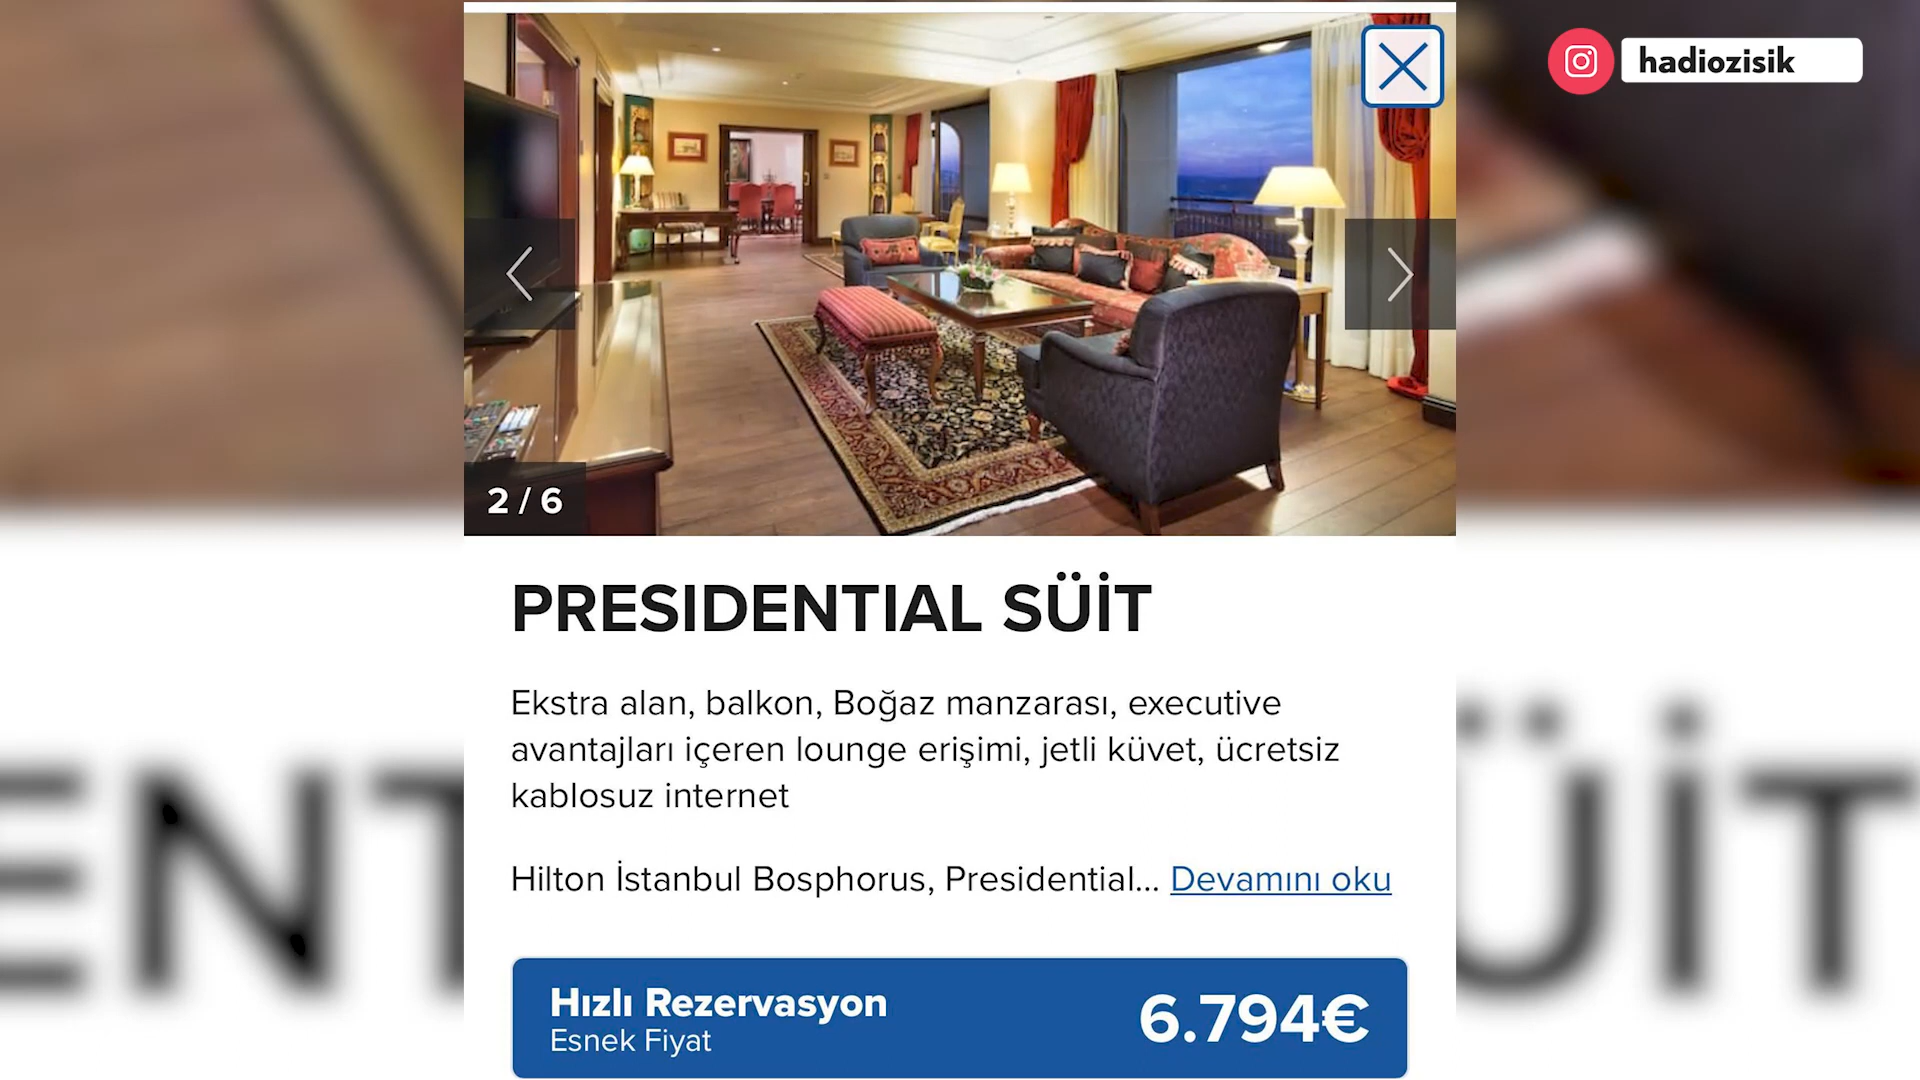 hadiozisik
2 / 6
PRESIDENTIAL SÜİT
Ekstra alan, balkon, Boğaz manzarası, executive
avantajları içeren lounge erişimi, jetli küvet, ücretsiz
kablosuz internet
Hilton İstanbul Bosphorus, Presidential... Devamını oku
Hızlı Rezervasyon
6.794€
Esnek Fiyat